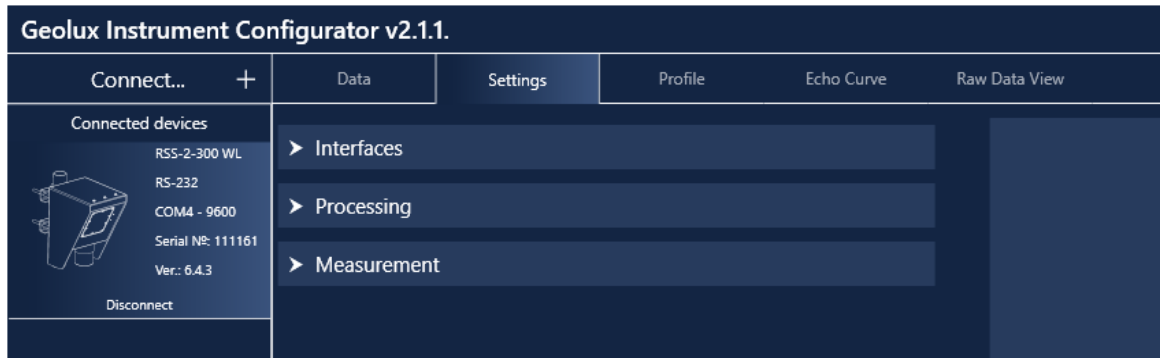 Geolux Instrument Configurator v2.1.1.
Connect... +
Data
Settings
Profile
Echo Curve
Raw Data View
Connected devices
RSS-2-300 WL
RS-232
COM4 - 9600
Serial №: 111161
Ver.: 6.4.3
Disconnect
Interfaces
Processing
Measurement